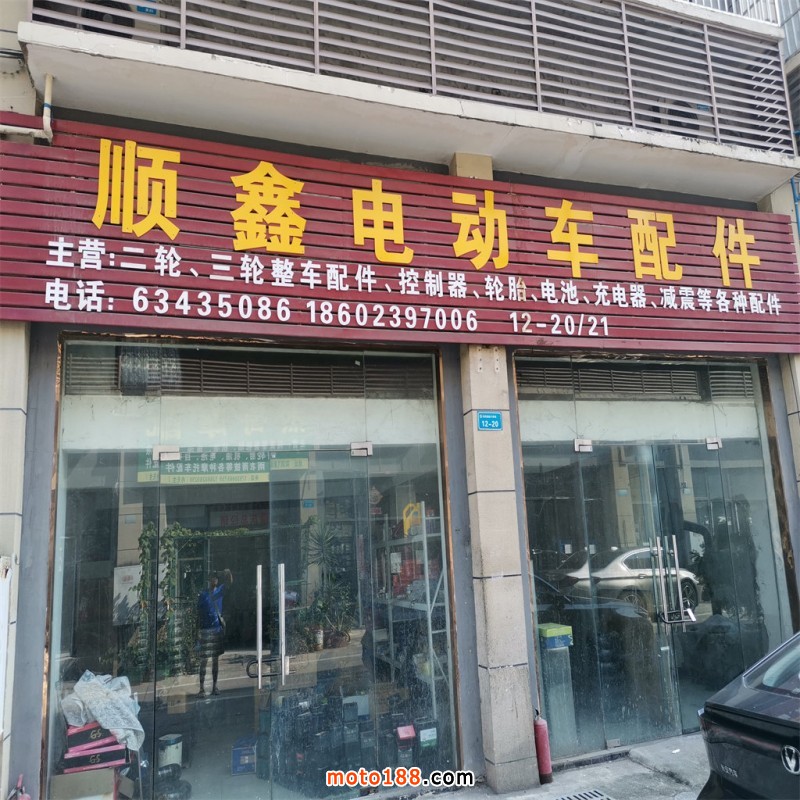 顺鑫电动车配件
主营:二轮、三轮整车配件、控制器、轮胎、电池、充电器、减震等各种配件
电话: 63435086 18602397006 12-20/21
12-20
moto188.com